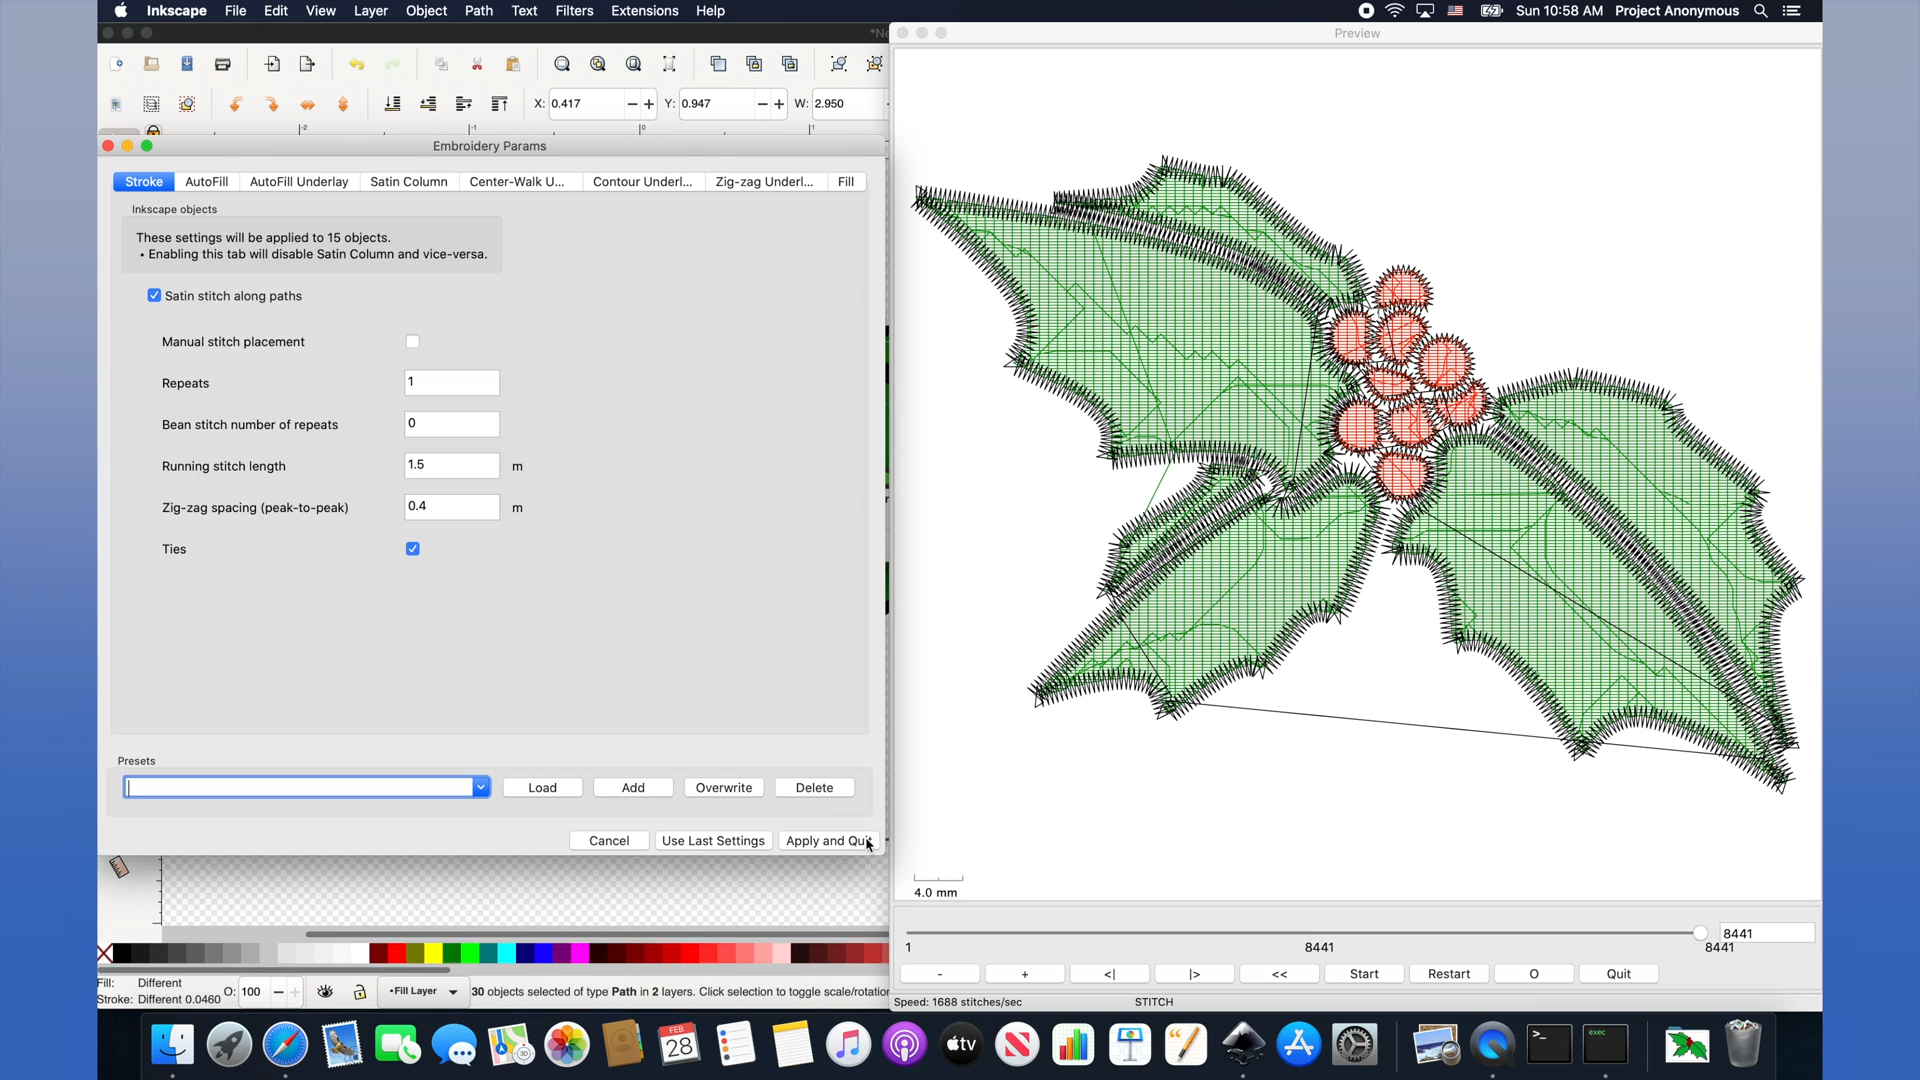 Inkscape File Edit View Layer Object Path Text Filters Extensions Help
Sun 10:58 AM Project Anonymous
Preview
X: 0.417 Y: 0.947 W: 2.950
-2 -1 0 1
Embroidery Params
Stroke AutoFill AutoFill Underlay Satin Column Center-Walk U... Contour Underl... Zig-zag Underl... Fill
Inkscape objects
These settings will be applied to 15 objects.
• Enabling this tab will disable Satin Column and vice-versa.
Satin stitch along paths
Manual stitch placement
Repeats 1
Bean stitch number of repeats 0
Running stitch length 1.5 m
Zig-zag spacing (peak-to-peak) 0.4 m
Ties
Presets
Load Add Overwrite Delete
Cancel Use Last Settings Apply and Quit
4.0 mm
8441
1 8441 8441
- + <| |> << Start Restart O Quit
Speed: 1688 stitches/sec STITCH
Fill: Different
Stroke: Different 0.0460
O: 100
•Fill Layer
30 objects selected of type Path in 2 layers. Click selection to toggle scale/rotation
FEB
28
tv
exec